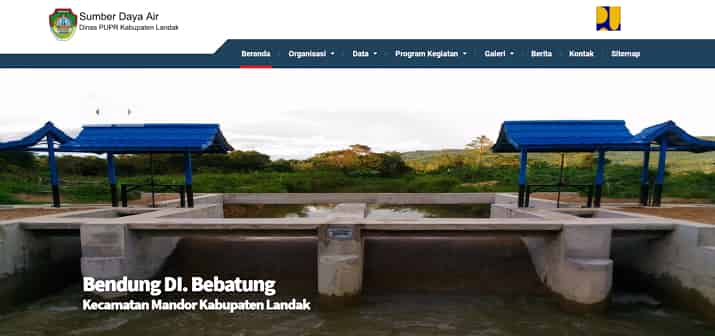 Sumber Daya Air
Dinas PUPR Kabupaten Landak
Beranda Organisasi Data Program Kegiatan Galeri Berita Kontak Sitemap
Bendung DI. Bebatung
Kecamatan Mandor Kabupaten Landak